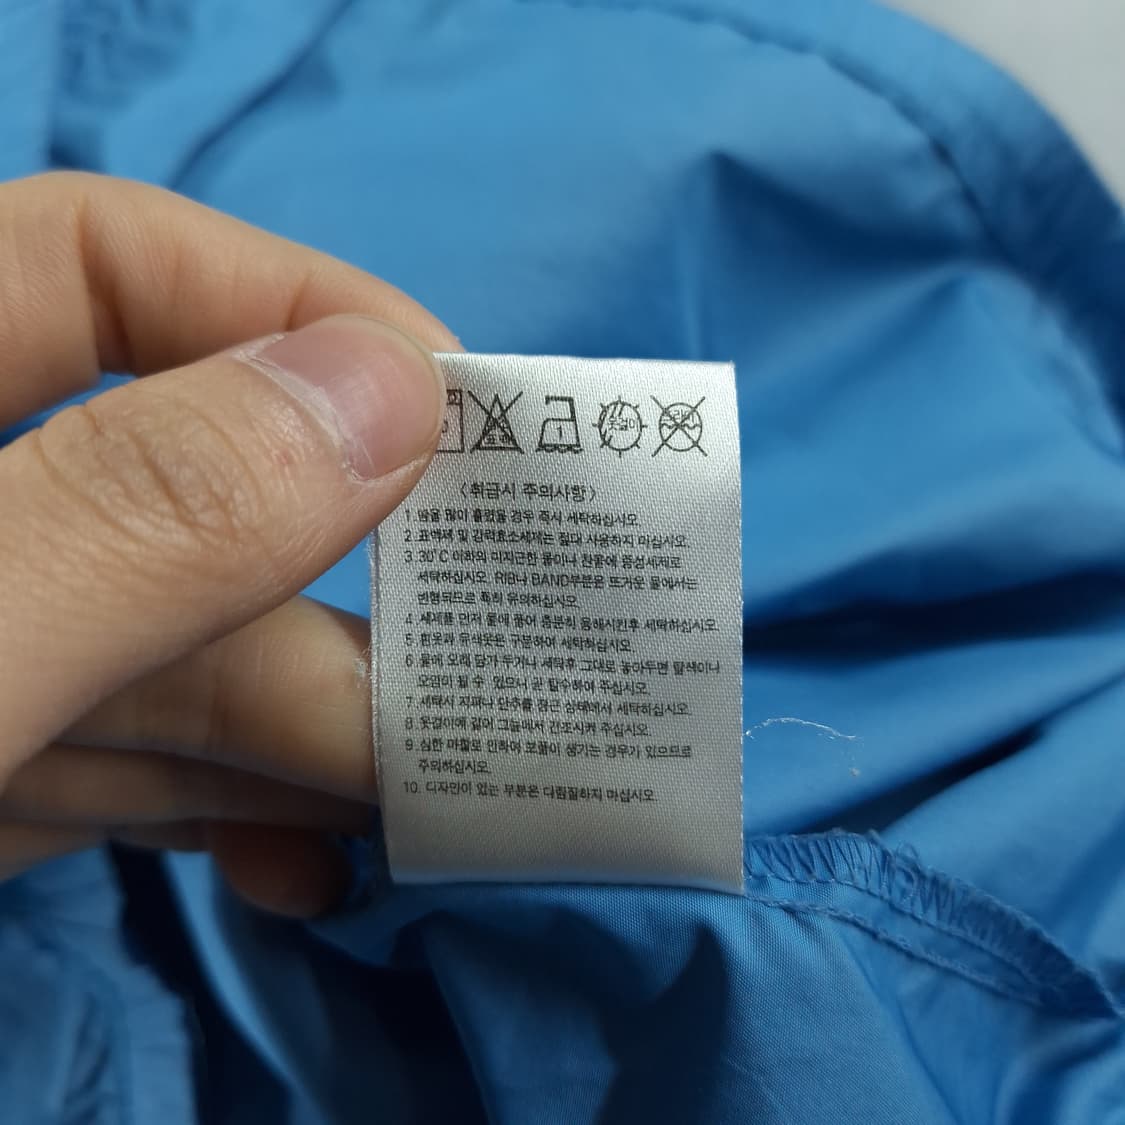 1
옷걸이
드라이
〈취급시 주의사항〉
1. 땀을 많이 흘렸을 경우 즉시 세탁하십시오.
2. 표백제 및 강력효소세제는 절대 사용하지 마십시오.
3. 30˚C 이하의 미지근한 물이나 찬물에 중성세제로
세탁하십시오. RIB나 BAND부분은 뜨거운 물에서는
변형되므로 특히 유의하십시오.
4. 세제를 먼저 물에 풀어 충분히 용해시킨후 세탁하십시오.
5. 흰옷과 유색옷은 구분하여 세탁하십시오.
6. 물에 오래 담가 두거나 세탁후 그대로 놓아두면 탈색이나
오염이 될 수 있으니 곧 탈수하여 주십시오.
7. 세탁시 지퍼나 단추를 잠근 상태에서 세탁하십시오.
8. 옷걸이에 걸어 그늘에서 건조시켜 주십시오.
9. 심한 마찰로 인하여 보풀이 생기는 경우가 있으므로
주의하십시오.
10. 디자인이 있는 부분은 다림질하지 마십시오.